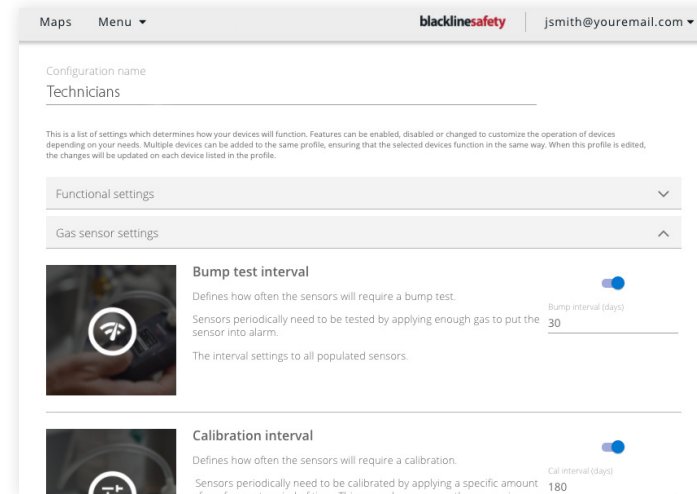 Maps Menu blacklinesafety jsmith@youremail.com
Configuration name
Technicians
This is a list of settings which determines how your devices will function. Features can be enabled, disabled or changed to customize the operation of devices
depending on your needs. Multiple devices can be added to the same profile, ensuring that the selected devices function in the same way. When this profile is edited,
the changes will be updated on each device listed in the profile.
Functional settings
Gas sensor settings
Bump test interval
Defines how often the sensors will require a bump test.
Sensors periodically need to be tested by applying enough gas to put the
sensor into alarm.
The interval settings to all populated sensors.
Bump interval (days)
30
Calibration interval
Defines how often the sensors will require a calibration.
Sensors periodically need to be calibrated by applying a specific amount
Cal interval (days)
180